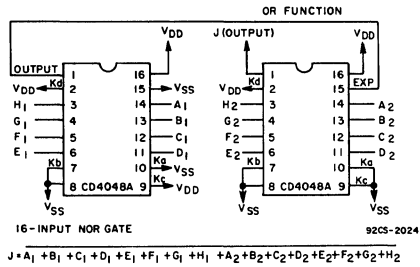 OR FUNCTION
VDD J (OUTPUT) VDD
OUTPUT 1 16 1 16
Kd Kd EXP
VDD 2 15 VSS VDD 2 15
H1 3 14 A1 H2 3 14 A2
G1 4 13 B1 G2 4 13 B2
F1 5 12 C1 F2 5 12 C2
E1 6 11 D1 E2 6 11 D2
Kb Ka Kb Ka
7 10 VSS 7 10
Kc Kc
8 CD4048A 9 VDD 8 CD4048A 9
VSS VSS VSS
16-INPUT NOR GATE 92CS-2024
J=A1+B1+C1+D1+E1+F1+G1+H1+A2+B2+C2+D2+E2+F2+G2+H2